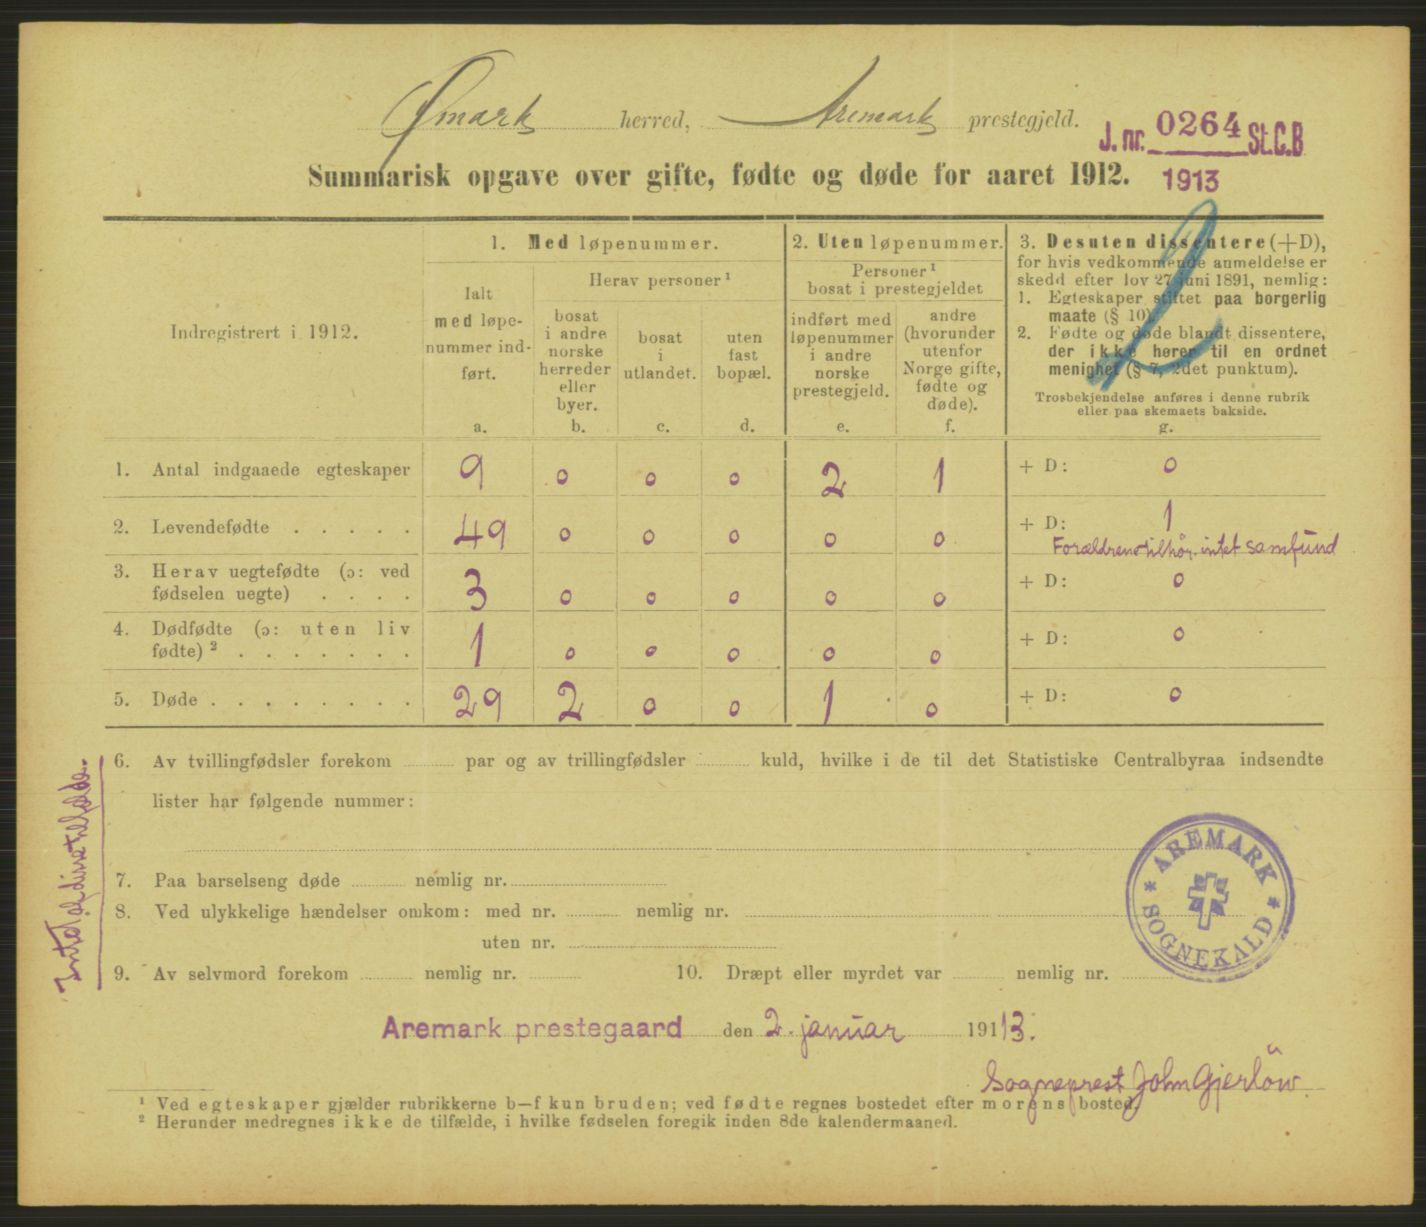 Ømark herred, Aremark prestegjeld.
J. nr. 0264 St.C.B
1913
Summarisk opgave over gifte, fødte og døde for aaret 1912.
Indregistrert i 1912.
1. Med løpenummer.
Ialt med løpe-nummer ind-ført.
a.
Herav personer ¹
bosat i andre norske herreder eller byer.
b.
bosat i utlandet.
c.
uten fast bopæl.
d.
2. Uten løpenummer.
Personer ¹ bosat i prestegjeldet
indført med løpenummer i andre norske prestegjeld.
e.
andre (hvorunder utenfor Norge gifte, fødte og døde).
f.
3. Desuten dissentere (+D),
for hvis vedkommende anmeldelse er
skedd efter lov 27 juni 1891, nemlig:
1. Egteskaper stiftet paa borgerlig
maate (§ 10).
2. Fødte og døde blandt dissentere,
der ikke hører til en ordnet
menighet (§ 7, 2det punktum).
Trosbekjendelse anføres i denne rubrik
eller paa skemaets bakside.
g.
2
1. Antal indgaaede egteskaper 9 0 0 0 2 1 + D: 0
2. Levendefødte . . . . . 49 0 0 0 0 0 + D: 1
Forældrene tilhør. intet samfund
3. Herav uegtefødte (ɔ: ved
fødselen uegte) . . . . 3 0 0 0 0 0 + D: 0
4. Dødfødte (ɔ: uten liv
fødte) ² . . . . . . . 1 0 0 0 0 0 + D: 0
5. Døde . . . . . . . . 29 2 0 0 1 0 + D: 0
6. Av tvillingfødsler forekom par og av trillingfødsler kuld, hvilke i de til det Statistiske Centralbyraa indsendte
lister har følgende nummer:
7. Paa barselseng døde nemlig nr.
8. Ved ulykkelige hændelser omkom: med nr. nemlig nr.
uten nr.
9. Av selvmord forekom nemlig nr. 10. Dræpt eller myrdet var nemlig nr.
Intet af disse tilfælde.
AREMARK
SOGNEKALD
Aremark prestegaard den 2. januar 1913.
Sogneprest John Gjerløw
¹ Ved egteskaper gjælder rubrikkerne b—f kun bruden; ved fødte regnes bostedet efter morens bosted.
² Herunder medregnes ikke de tilfælde, i hvilke fødselen foregik inden 8de kalendermaaned.